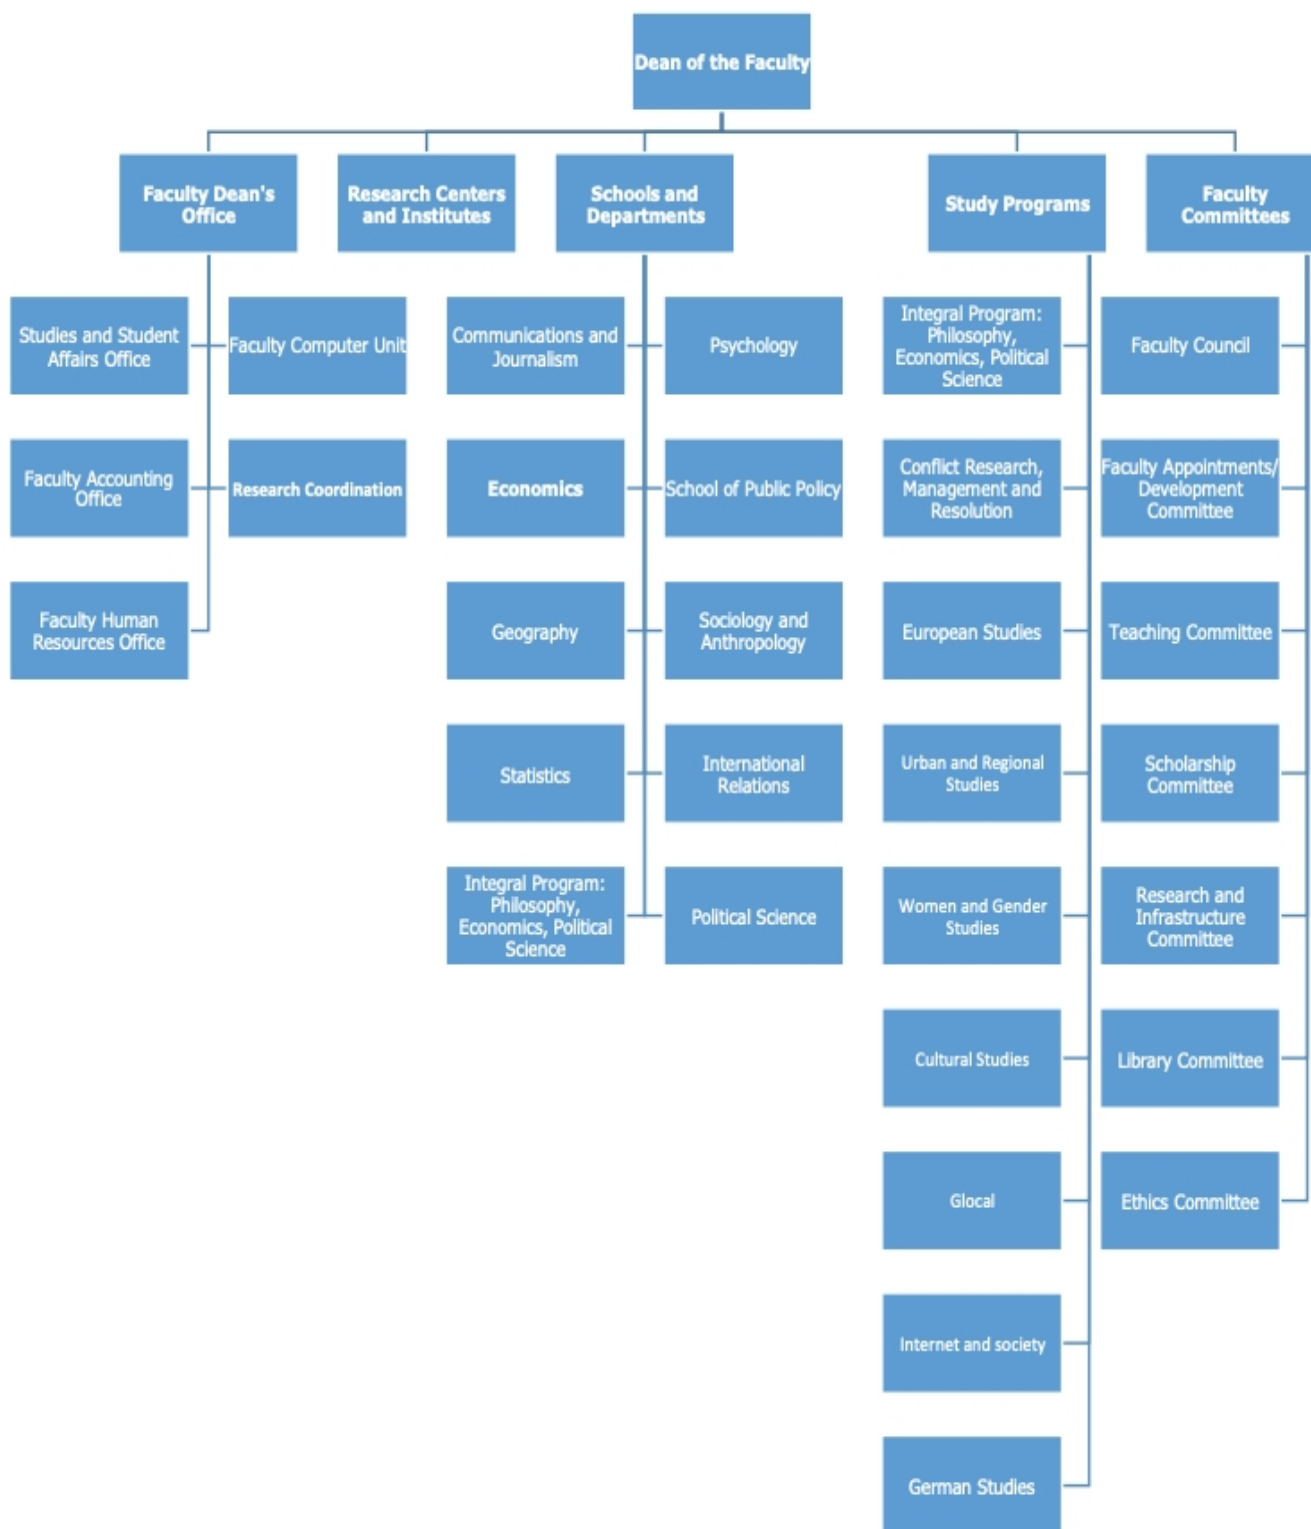 Dean of the Faculty
Faculty Dean's
Office
Research Centers
and Institutes
Schools and
Departments
Study Programs
Faculty
Committees
Studies and Student
Affairs Office
Faculty Computer Unit
Faculty Accounting
Office
Research Coordination
Faculty Human
Resources Office
Communications and
Journalism
Psychology
Economics
School of Public Policy
Geography
Sociology and
Anthropology
Statistics
International
Relations
Integral Program:
Philosophy,
Economics, Political
Science
Political Science
Integral Program:
Philosophy,
Economics, Political
Science
Conflict Research,
Management and
Resolution
European Studies
Urban and Regional
Studies
Women and Gender
Studies
Cultural Studies
Glocal
Internet and society
German Studies
Faculty Council
Faculty Appointments/
Development
Committee
Teaching Committee
Scholarship
Committee
Research and
Infrastructure
Committee
Library Committee
Ethics Committee